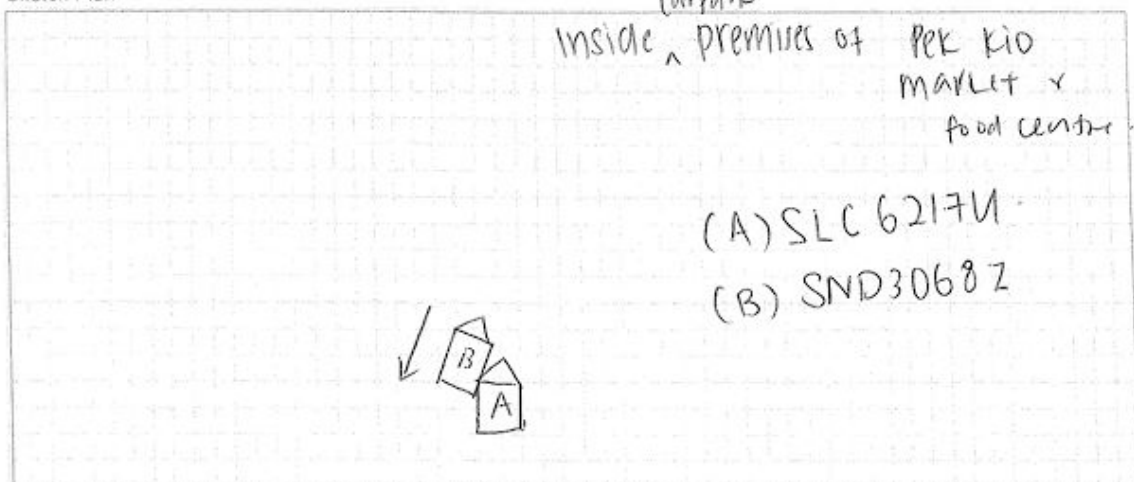 carpark
Inside ^ premises of Pek Kio
market &
food centre
(A) SLC 6217U
(B) SND3068Z
B
A